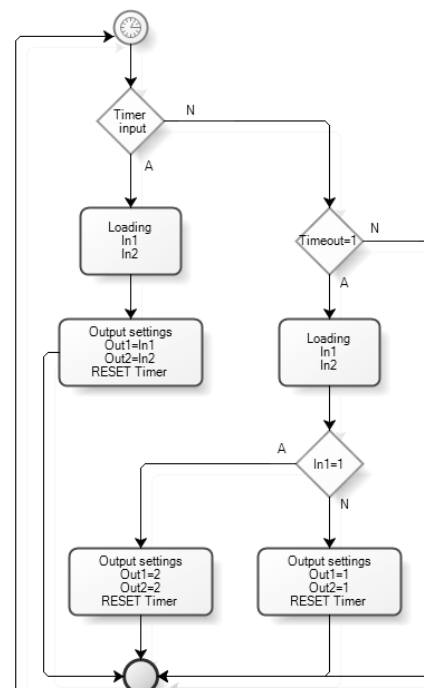 Timer
input
N
A
Loading
In1
In2
Timeout=1
N
A
Output settings
Out1=In1
Out2=In2
RESET Timer
Loading
In1
In2
In1=1
A
N
Output settings
Out1=2
Out2=2
RESET Timer
Output settings
Out1=1
Out2=1
RESET Timer